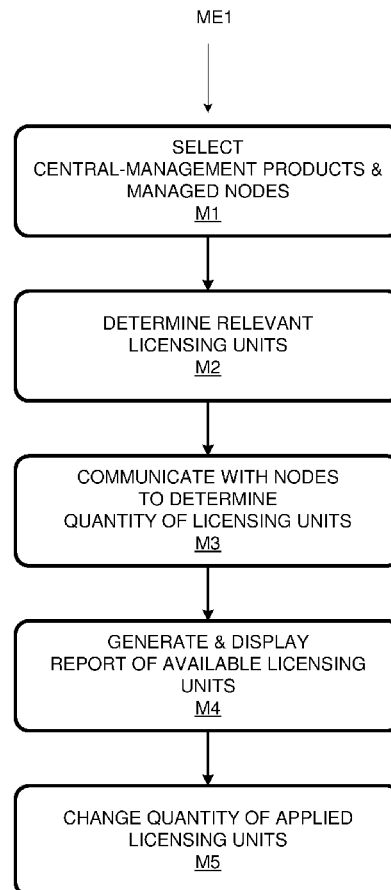 ME1
SELECT
CENTRAL-MANAGEMENT PRODUCTS &
MANAGED NODES
M1
DETERMINE RELEVANT
LICENSING UNITS
M2
COMMUNICATE WITH NODES
TO DETERMINE
QUANTITY OF LICENSING UNITS
M3
GENERATE & DISPLAY
REPORT OF AVAILABLE LICENSING
UNITS
M4
CHANGE QUANTITY OF APPLIED
LICENSING UNITS
M5